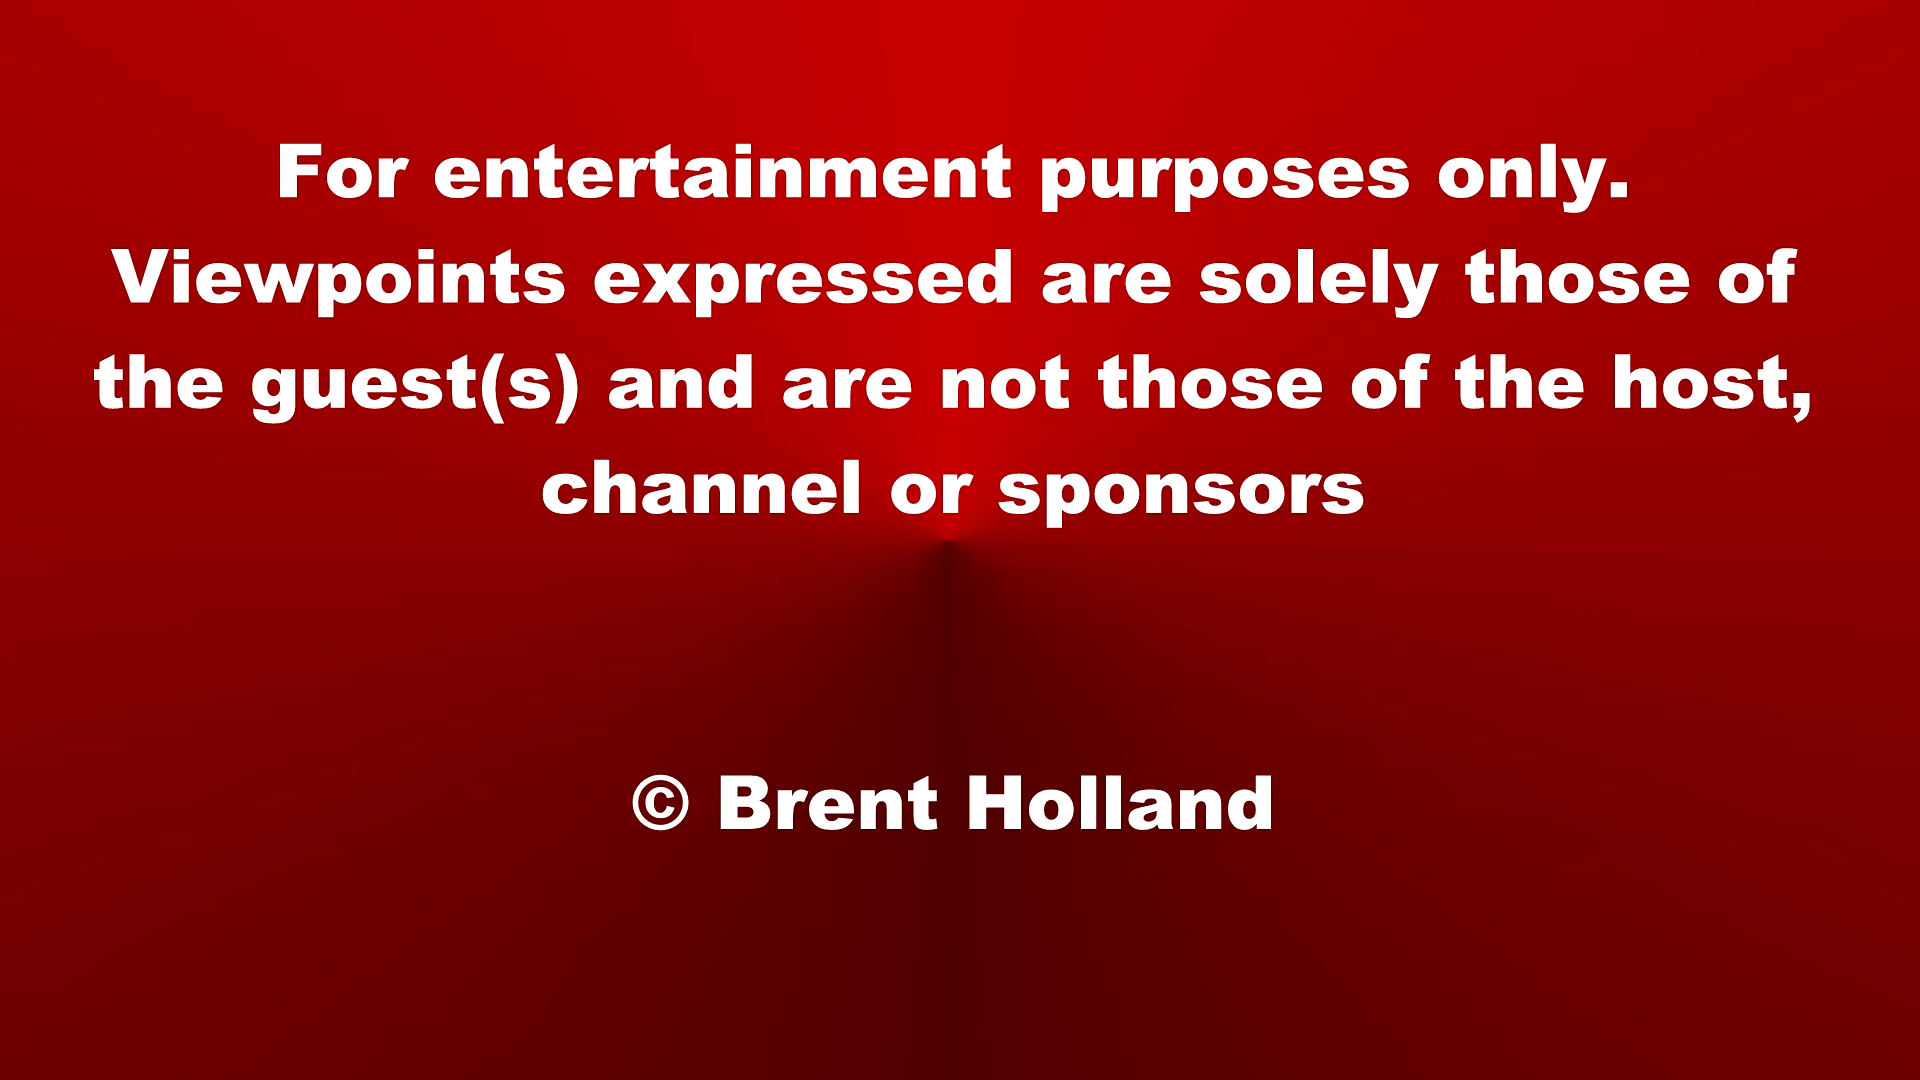 For entertainment purposes only.
Viewpoints expressed are solely those of
the guest(s) and are not those of the host,
channel or sponsors
© Brent Holland